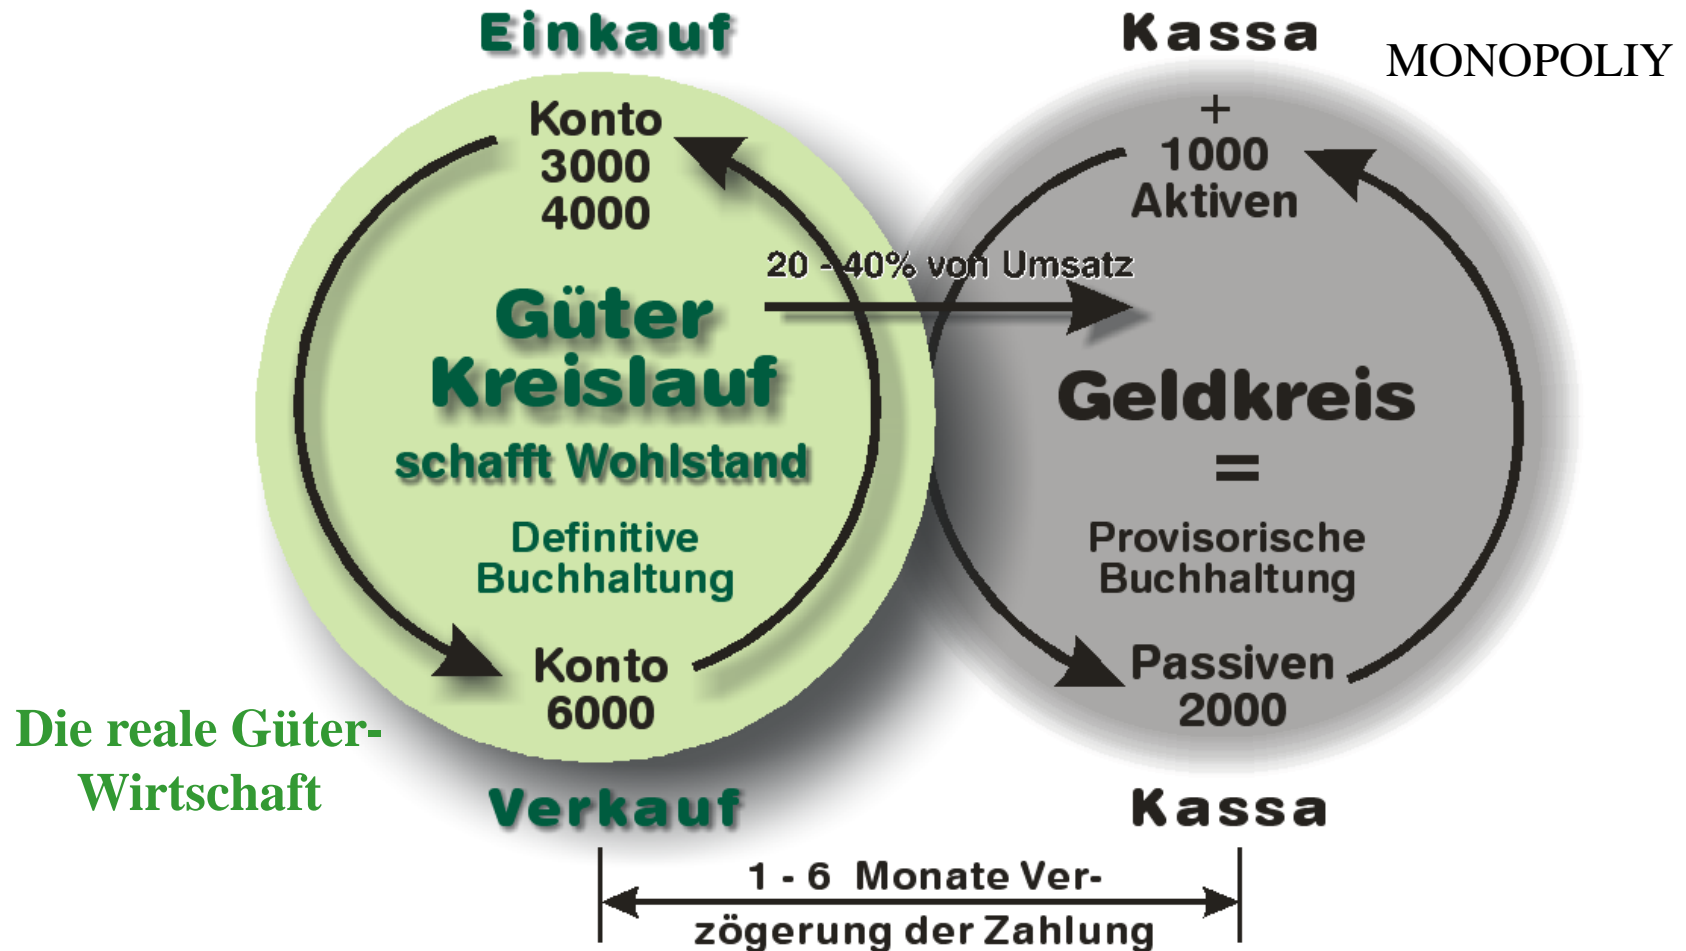 Einkauf
Konto
3000
4000
Güter
Kreislauf
schafft Wohlstand
Definitive
Buchhaltung
Konto
6000
Verkauf
Die reale Güter-
Wirtschaft
20 - 40% von Umsatz
Kassa
MONOPOLIY
+
1000
Aktiven
Geldkreis
=
Provisorische
Buchhaltung
Passiven
2000
Kassa
1 - 6 Monate Ver-
zögerung der Zahlung